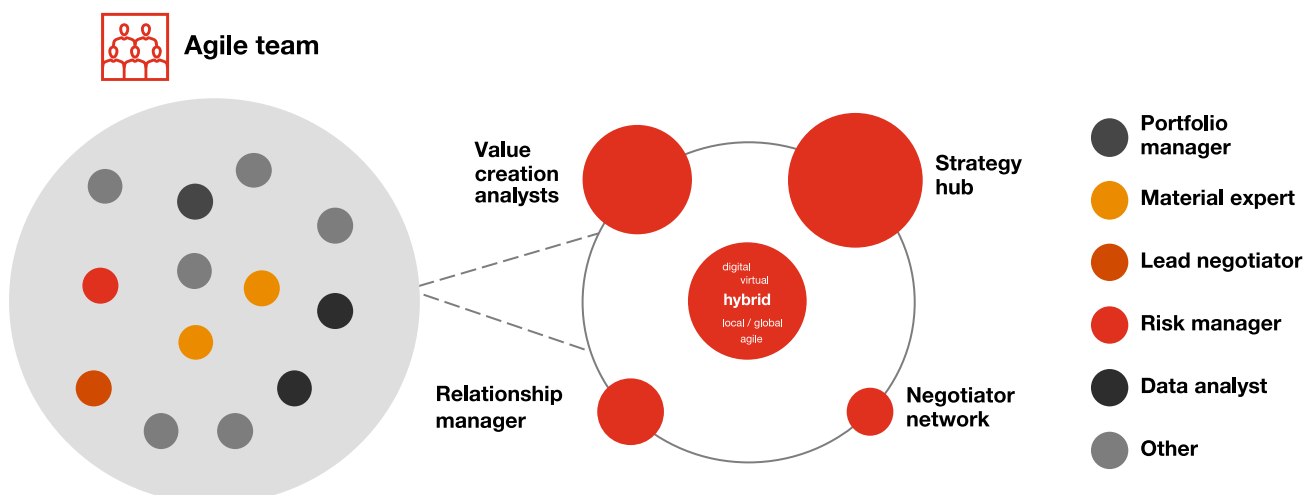 Agile team
Value
creation
analysts
Strategy
hub
digital
virtual
hybrid
local / global
agile
Relationship
manager
Negotiator
network
Portfolio
manager
Material expert
Lead negotiator
Risk manager
Data analyst
Other